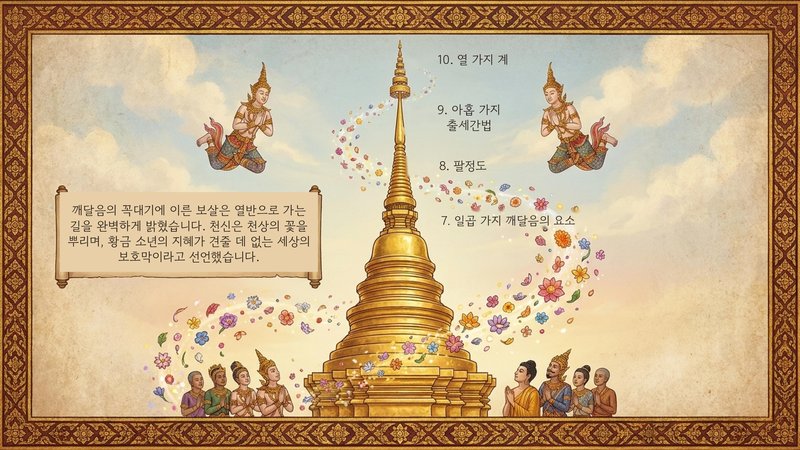 10. 열 가지 계
9. 아홉 가지
출세간법
8. 팔정도
7. 일곱 가지 깨달음의 요소
깨달음의 꼭대기에 이른 보살은 열반으로 가는
길을 완벽하게 밝혔습니다. 천신은 천상의 꽃을
뿌리며, 황금 소년의 지혜가 견줄 데 없는 세상의
보호막이라고 선언했습니다.